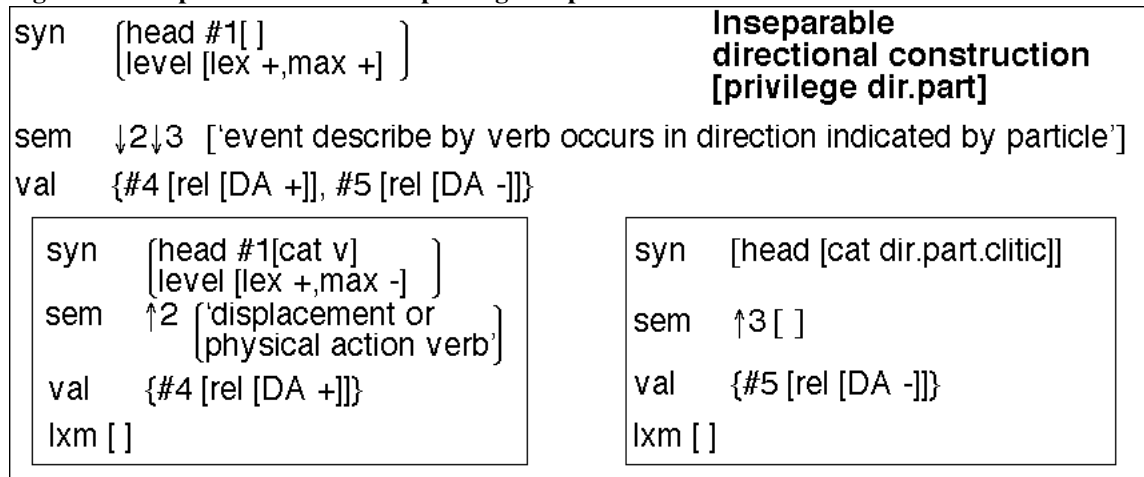 syn [head #1[ ]
level [lex +,max +] ]
Inseparable
directional construction
[privilege dir.part]
sem ↓2↓3 ['event describe by verb occurs in direction indicated by particle']
val {#4 [rel [DA +]], #5 [rel [DA -]]}
syn [head #1[cat v]
level [lex +,max -] ]
sem ↑2 ['displacement or
physical action verb']
val {#4 [rel [DA +]]}
lxm [ ]
syn [head [cat dir.part.clitic]]
sem ↑3 [ ]
val {#5 [rel [DA -]]}
lxm [ ]